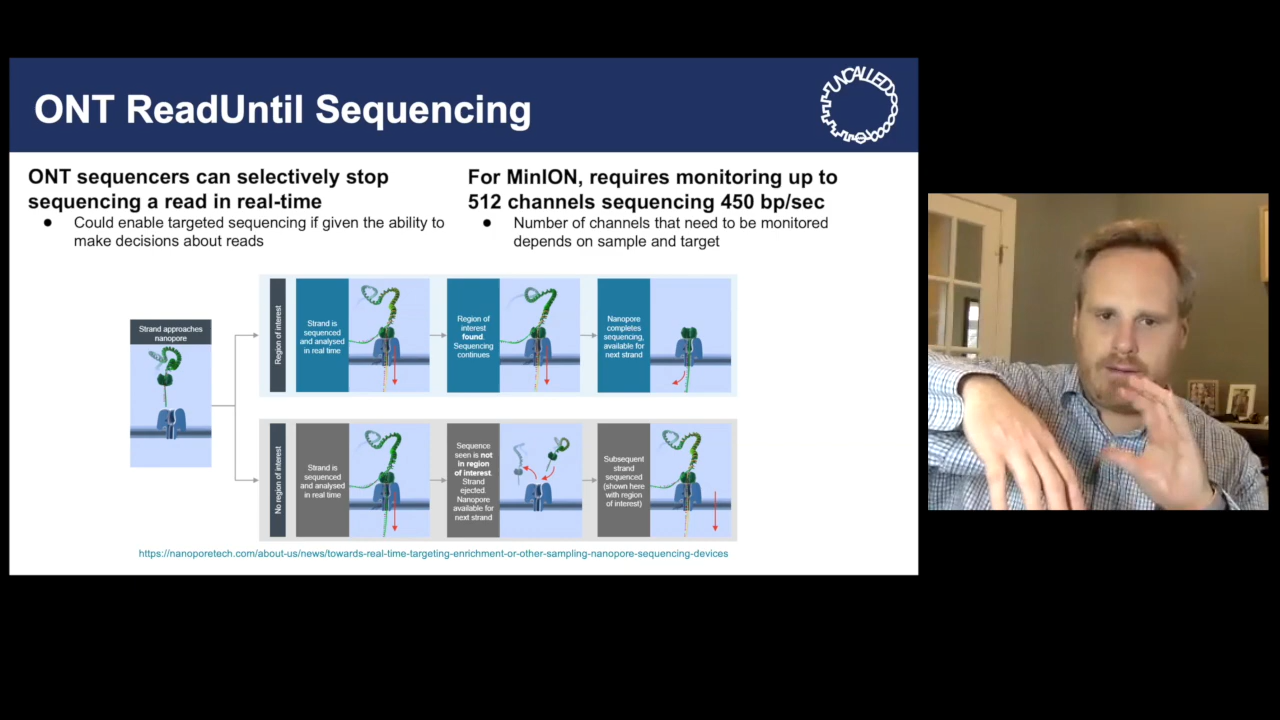 ONT ReadUntil Sequencing
UNCALLED
ONT sequencers can selectively stop
sequencing a read in real-time
● Could enable targeted sequencing if given the ability to
make decisions about reads
For MinION, requires monitoring up to
512 channels sequencing 450 bp/sec
● Number of channels that need to be monitored
depends on sample and target
Strand approaches
nanopore
Region of interest
Strand is
sequenced
and analysed
in real time
Region of
interest
found.
Sequencing
continues
Nanopore
completes
sequencing,
available for
next strand
No region of interest
Strand is
sequenced
and analysed
in real time
Sequence
seen is not
in region
of interest.
Strand
ejected.
Nanopore
available for
next strand
Subsequent
strand
sequenced
(shown here
with region
of interest)
https://nanoporetech.com/about-us/news/towards-real-time-targeting-enrichment-or-other-sampling-nanopore-sequencing-devices